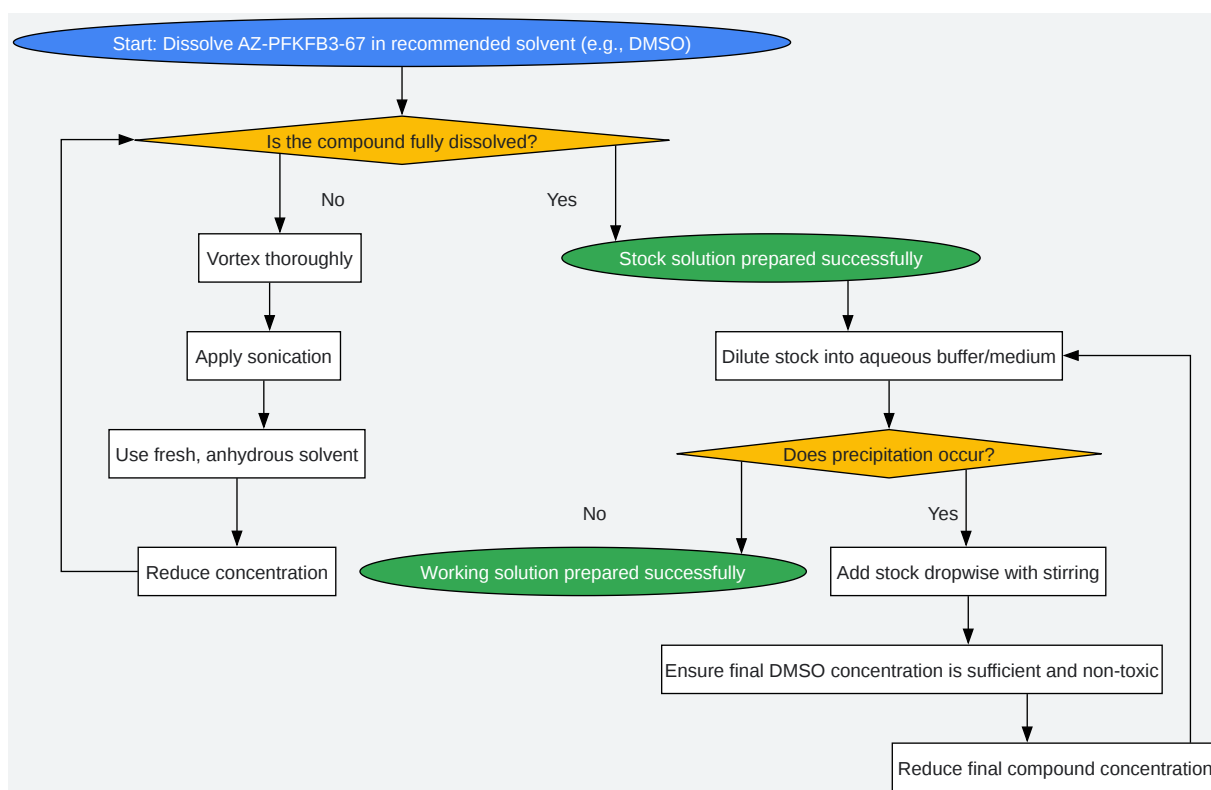 Start: Dissolve AZ-PFKFB3-67 in recommended solvent (e.g., DMSO)
Is the compound fully dissolved?
No
Yes
Vortex thoroughly
Stock solution prepared successfully
Apply sonication
Dilute stock into aqueous buffer/medium
Use fresh, anhydrous solvent
Does precipitation occur?
No
Yes
Reduce concentration
Working solution prepared successfully
Add stock dropwise with stirring
Ensure final DMSO concentration is sufficient and non-toxic
Reduce final compound concentration